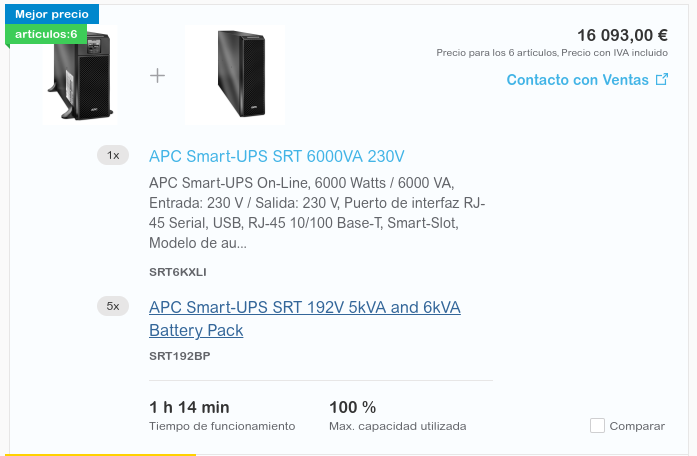 Mejor precio
artículos:6
16 093,00 €
Precio para los 6 artículos, Precio con IVA incluido
Contacto con Ventas
1x
APC Smart-UPS SRT 6000VA 230V
APC Smart-UPS On-Line, 6000 Watts / 6000 VA,
Entrada: 230 V / Salida: 230 V, Puerto de interfaz RJ-
45 Serial, USB, RJ-45 10/100 Base-T, Smart-Slot,
Modelo de au...
SRT6KXLI
5x
APC Smart-UPS SRT 192V 5kVA and 6kVA
Battery Pack
SRT192BP
1 h 14 min
Tiempo de funcionamiento
100 %
Max. capacidad utilizada
Comparar